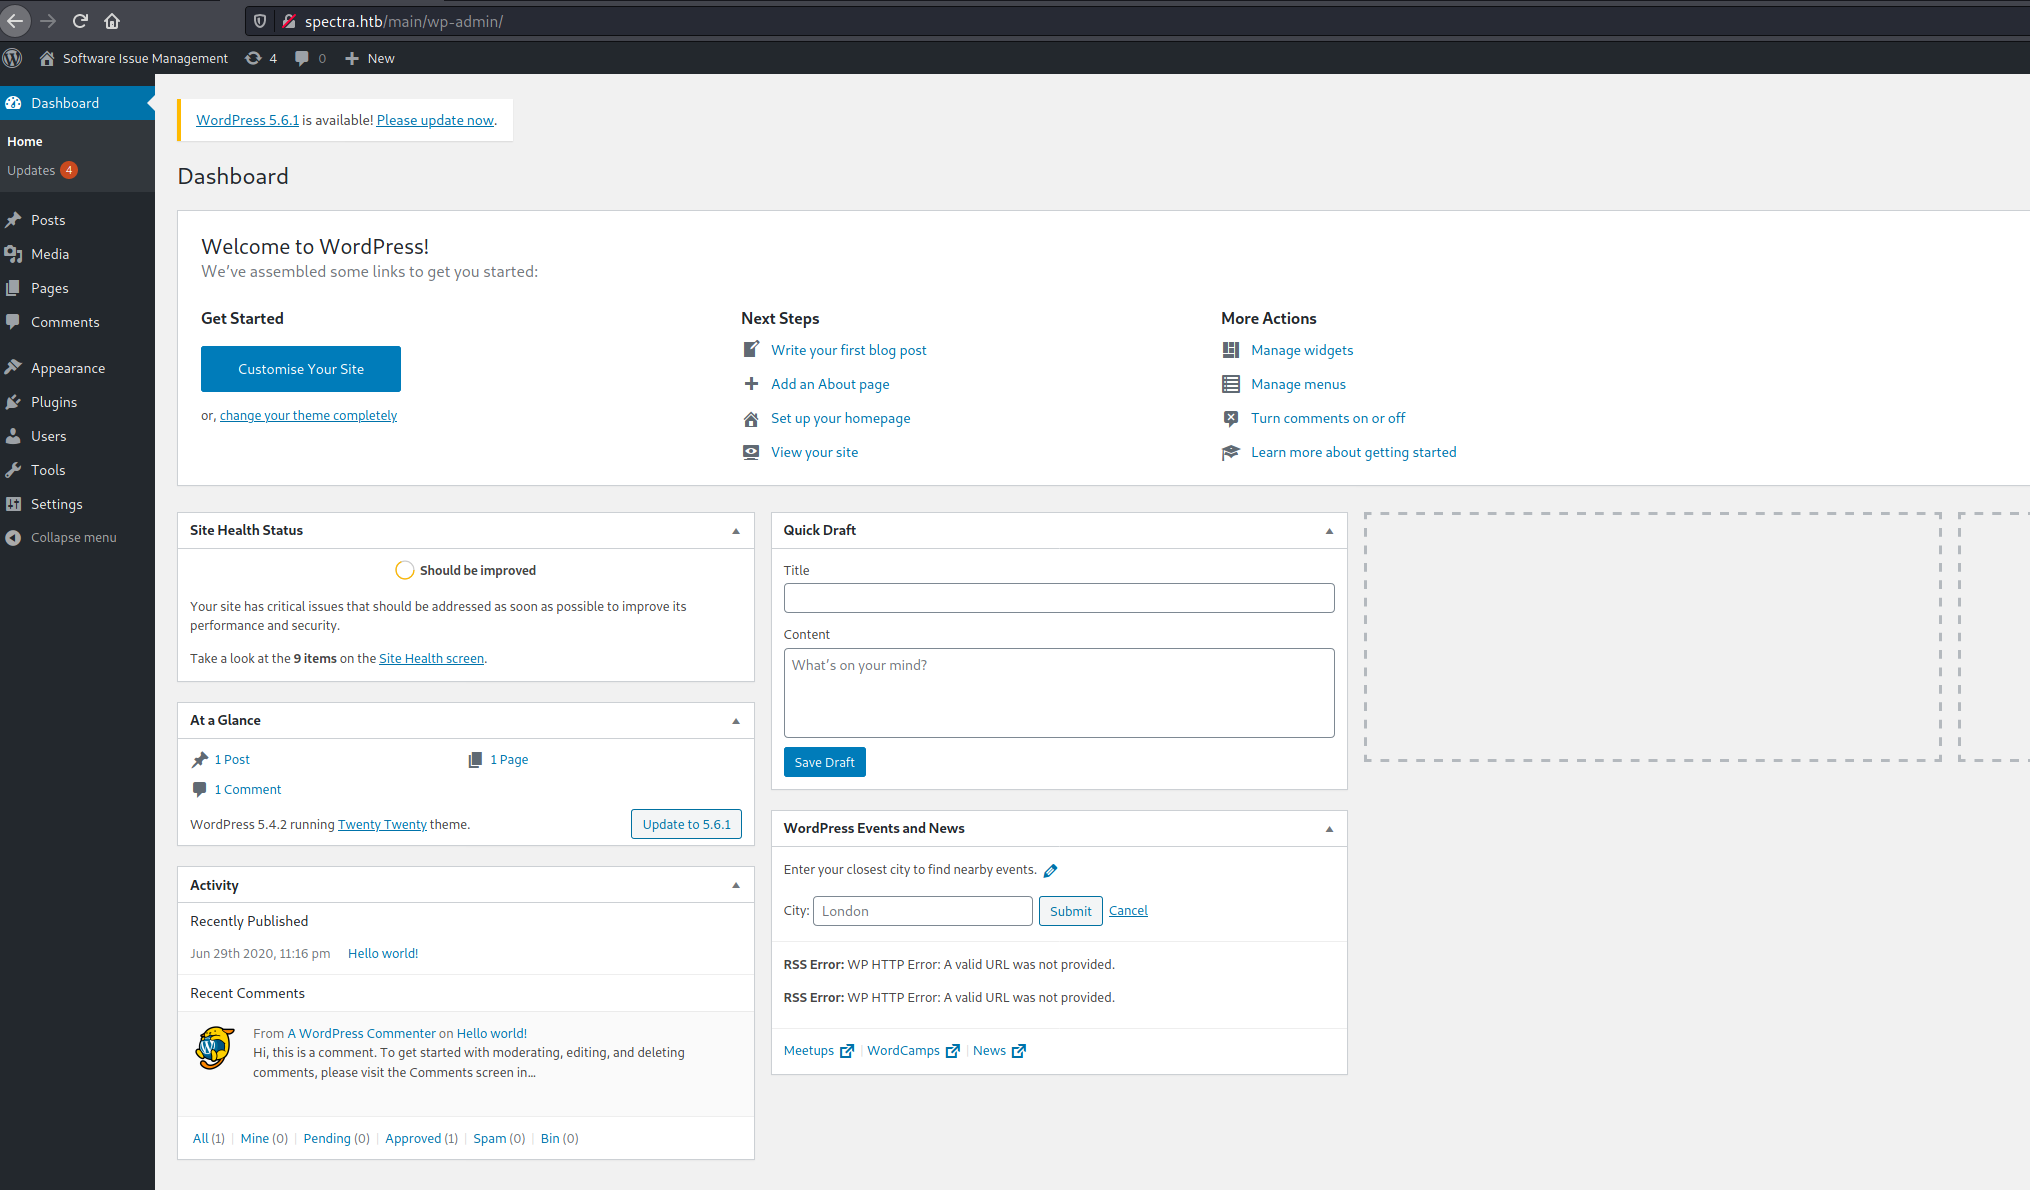 spectra.htb/main/wp-admin/
Software Issue Management 4 0 New
Dashboard
Home
Updates 4
Posts
Media
Pages
Comments
Appearance
Plugins
Users
Tools
Settings
Collapse menu
WordPress 5.6.1 is available! Please update now.
Dashboard
Welcome to WordPress!
We've assembled some links to get you started:
Get Started
Customise Your Site
or, change your theme completely
Next Steps
Write your first blog post
Add an About page
Set up your homepage
View your site
More Actions
Manage widgets
Manage menus
Turn comments on or off
Learn more about getting started
Site Health Status
Should be improved
Your site has critical issues that should be addressed as soon as possible to improve its
performance and security.
Take a look at the 9 items on the Site Health screen.
At a Glance
1 Post 1 Page
1 Comment
WordPress 5.4.2 running Twenty Twenty theme. Update to 5.6.1
Activity
Recently Published
Jun 29th 2020, 11:16 pm Hello world!
Recent Comments
From A WordPress Commenter on Hello world!
Hi, this is a comment. To get started with moderating, editing, and deleting
comments, please visit the Comments screen in…
All (1) | Mine (0) | Pending (0) | Approved (1) | Spam (0) | Bin (0)
Quick Draft
Title
Content
What's on your mind?
Save Draft
WordPress Events and News
Enter your closest city to find nearby events.
City: London Submit Cancel
RSS Error: WP HTTP Error: A valid URL was not provided.
RSS Error: WP HTTP Error: A valid URL was not provided.
Meetups | WordCamps | News